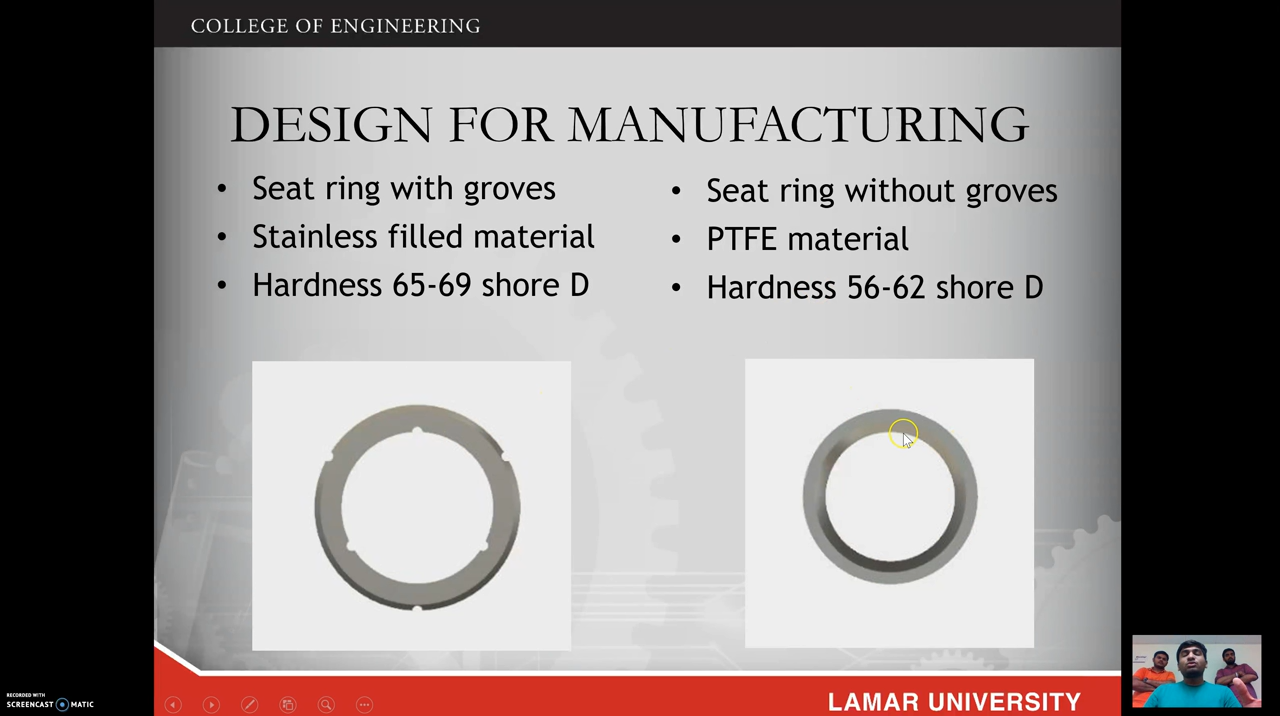 COLLEGE OF ENGINEERING
DESIGN FOR MANUFACTURING
• Seat ring with groves
• Stainless filled material
• Hardness 65-69 shore D
• Seat ring without groves
• PTFE material
• Hardness 56-62 shore D
LAMAR UNIVERSITY
RECORDED WITH
SCREENCAST MATIC